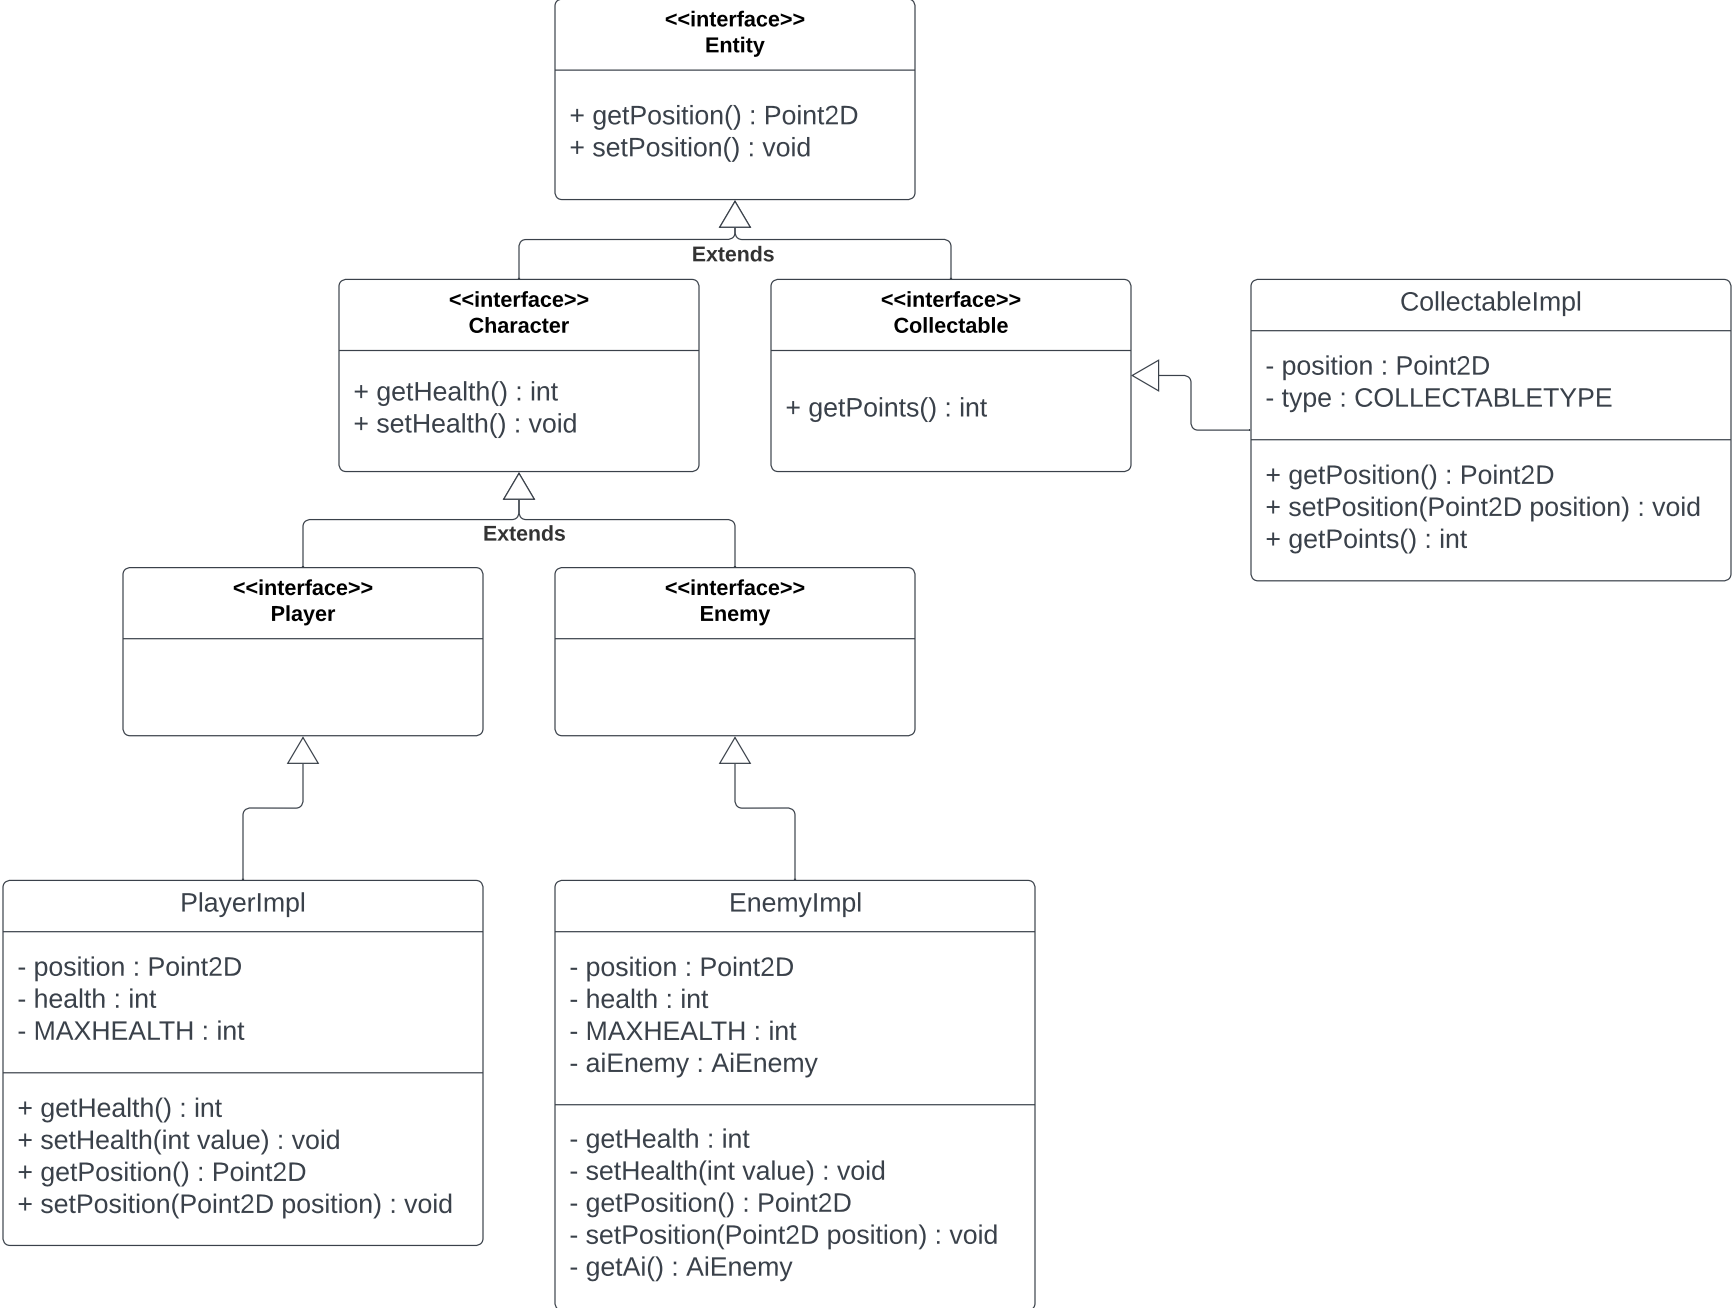 <<interface>>
Entity
+ getPosition() : Point2D
+ setPosition() : void
Extends
<<interface>>
Character
+ getHealth() : int
+ setHealth() : void
<<interface>>
Collectable
+ getPoints() : int
CollectableImpl
- position : Point2D
- type : COLLECTABLETYPE
+ getPosition() : Point2D
+ setPosition(Point2D position) : void
+ getPoints() : int
Extends
<<interface>>
Player
<<interface>>
Enemy
PlayerImpl
- position : Point2D
- health : int
- MAXHEALTH : int
+ getHealth() : int
+ setHealth(int value) : void
+ getPosition() : Point2D
+ setPosition(Point2D position) : void
EnemyImpl
- position : Point2D
- health : int
- MAXHEALTH : int
- aiEnemy : AiEnemy
- getHealth : int
- setHealth(int value) : void
- getPosition() : Point2D
- setPosition(Point2D position) : void
- getAi() : AiEnemy